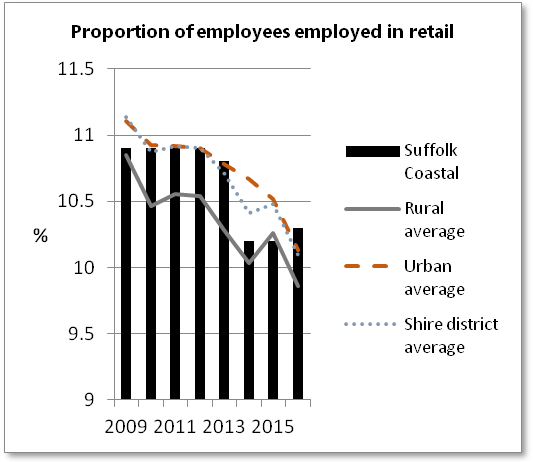 Proportion of employees employed in retail
11.5
11
10.5
10
9.5
9
%
2009 2011 2013 2015
Suffolk
Coastal
Rural
average
Urban
average
Shire district
average